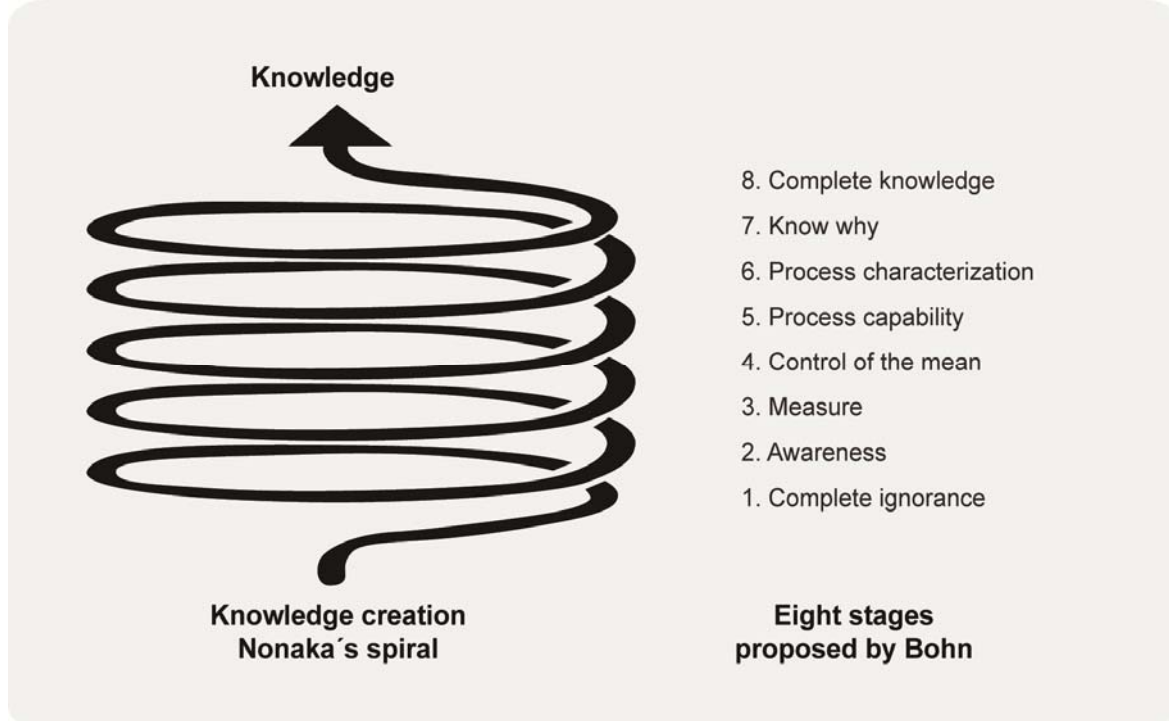 Knowledge
8. Complete knowledge
7. Know why
6. Process characterization
5. Process capability
4. Control of the mean
3. Measure
2. Awareness
1. Complete ignorance
Knowledge creation
Nonaka´s spiral
Eight stages
proposed by Bohn